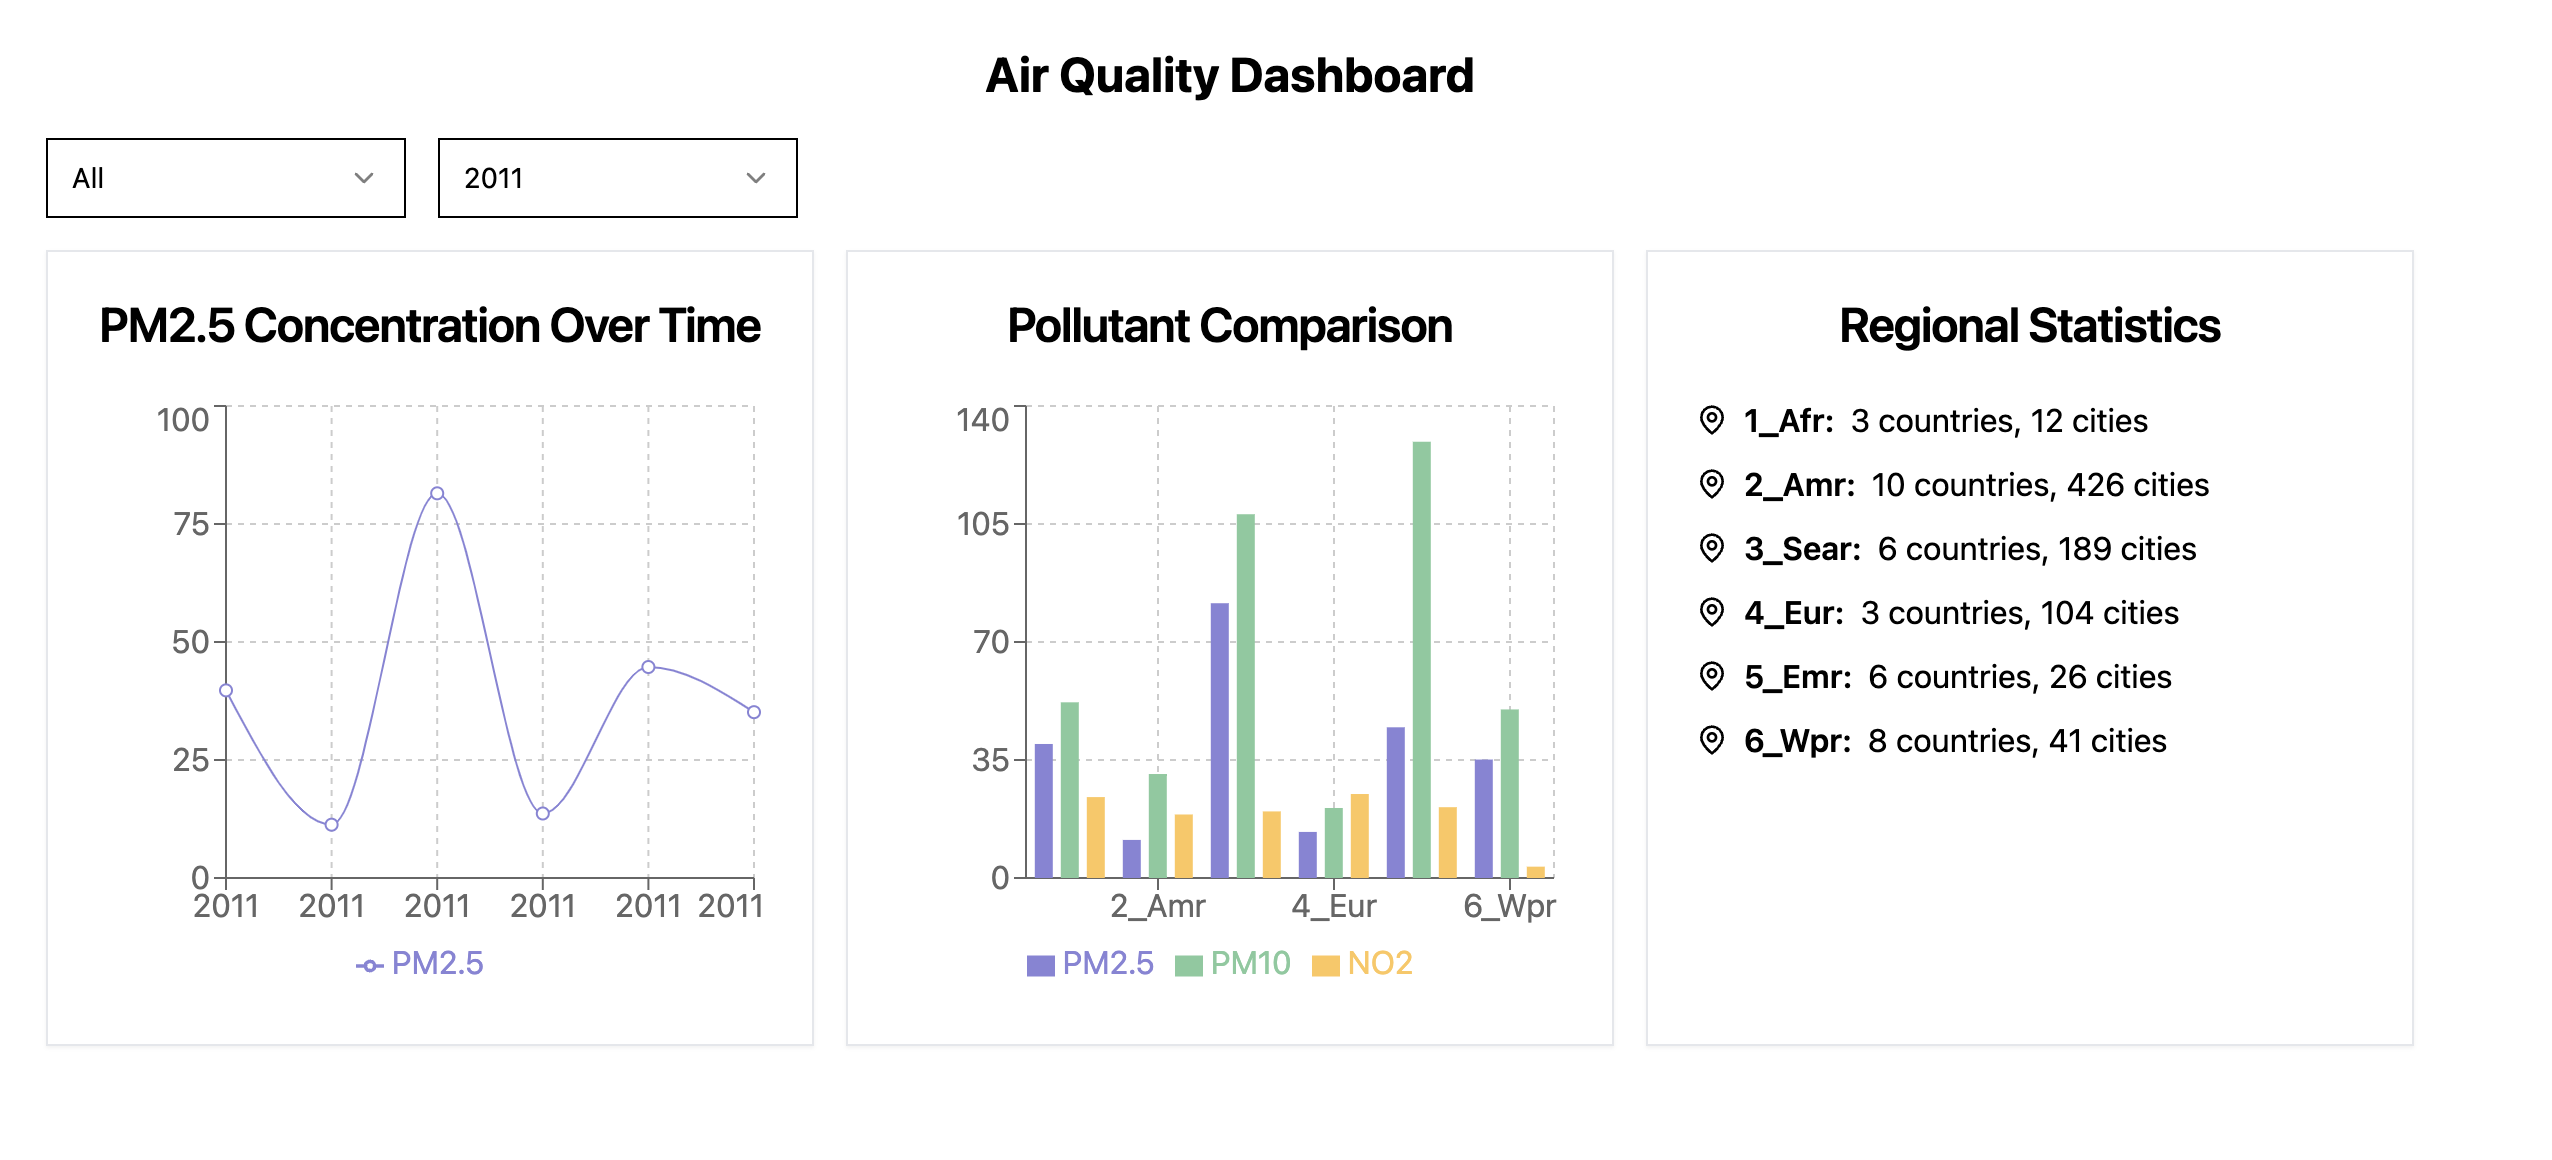 Air Quality Dashboard
All
2011
PM2.5 Concentration Over Time
100
75
50
25
0
2011 2011 2011 2011 2011 2011
PM2.5
Pollutant Comparison
140
105
70
35
0
2_Amr 4_Eur 6_Wpr
PM2.5 PM10 NO2
Regional Statistics
1_Afr: 3 countries, 12 cities
2_Amr: 10 countries, 426 cities
3_Sear: 6 countries, 189 cities
4_Eur: 3 countries, 104 cities
5_Emr: 6 countries, 26 cities
6_Wpr: 8 countries, 41 cities